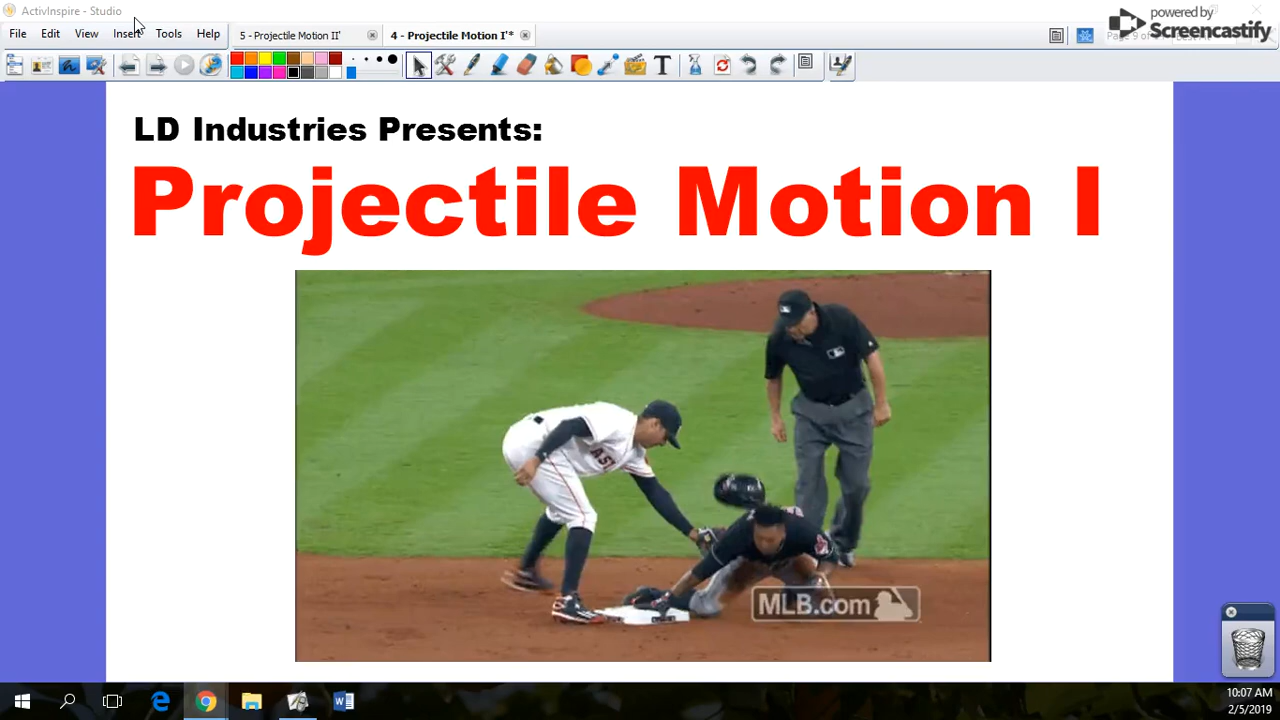 ActivInspire - Studio
powered by
Screencastify
File Edit View Insert Tools Help
5 - Projectile Motion II'
4 - Projectile Motion I'*
LD Industries Presents:
Projectile Motion I
AST
MLB.com
10:07 AM
2/5/2019